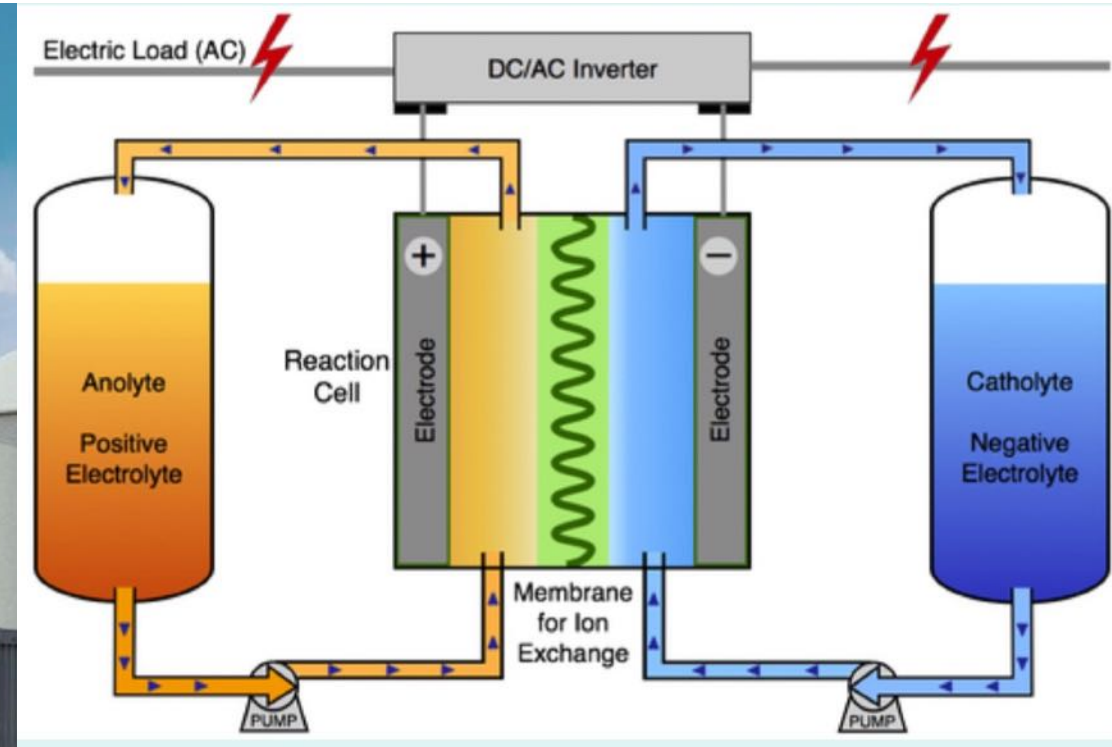 Electric Load (AC)
DC/AC Inverter
+
−
Reaction
Cell
Electrode
Electrode
Anolyte
Positive
Electrolyte
Catholyte
Negative
Electrolyte
Membrane
for Ion
Exchange
PUMP
PUMP